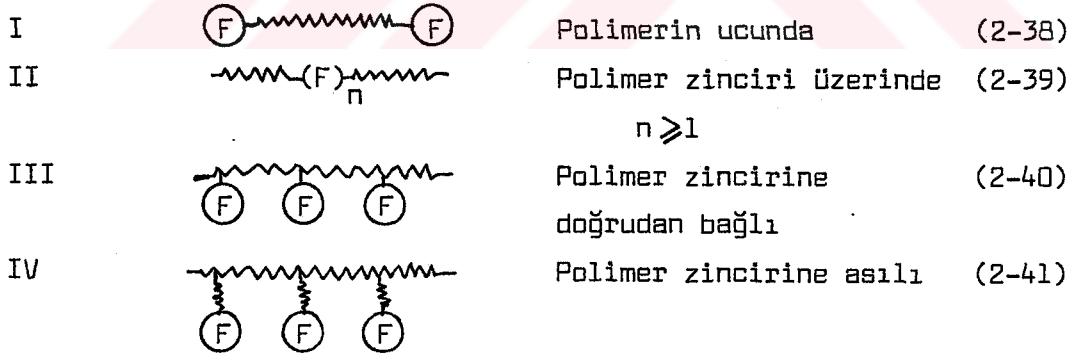 I F F Polimerin ucunda (2-38)
II (F)n Polimer zinciri üzerinde (2-39)
n ⩾ 1
III Polimer zincirine (2-40)
F F F doğrudan bağlı
IV Polimer zincirine asılı (2-41)
F F F